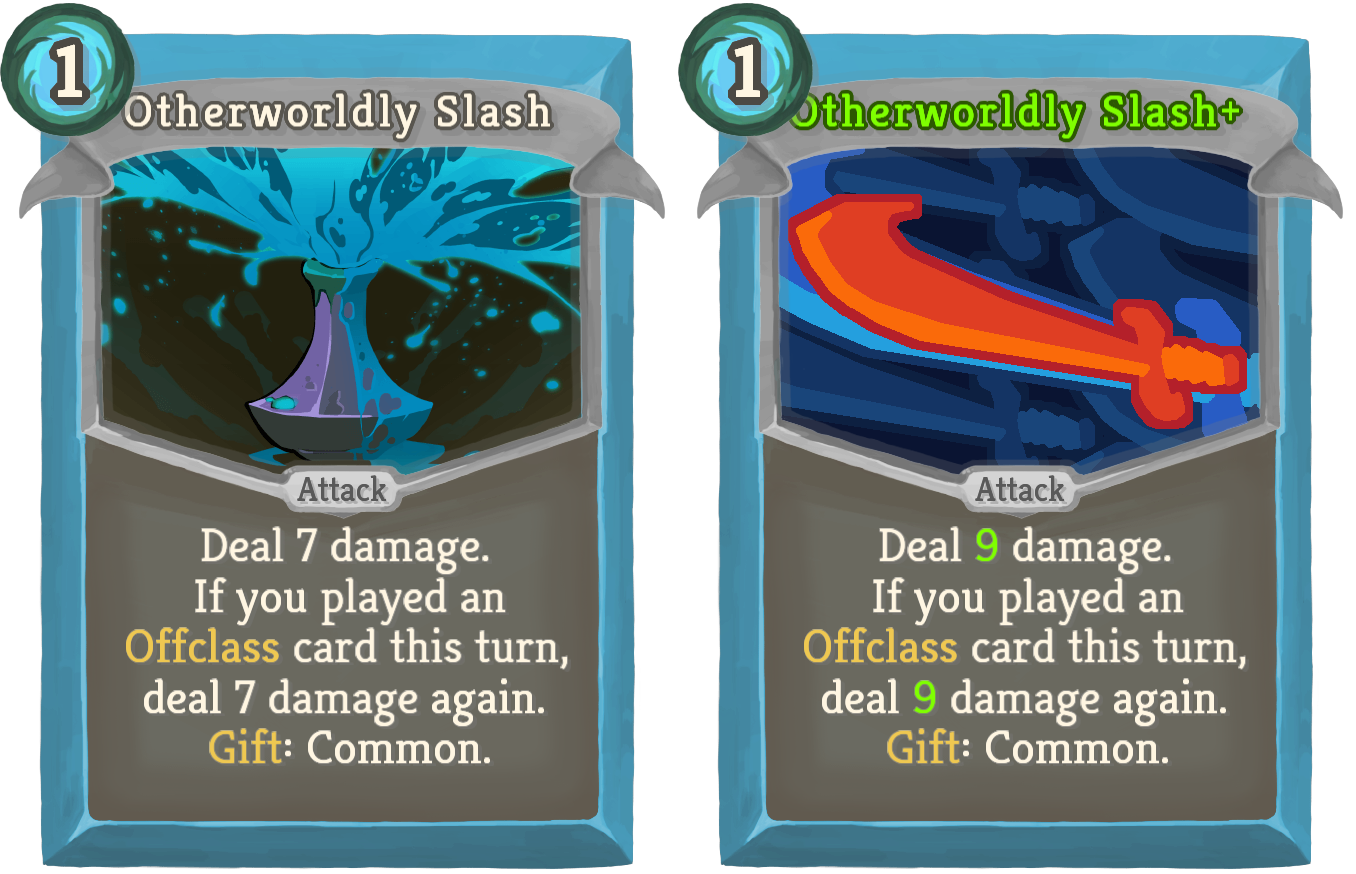 1
Otherworldly Slash
Attack
Deal 7 damage.
If you played an
Offclass card this turn,
deal 7 damage again.
Gift: Common.
1
Otherworldly Slash+
Attack
Deal 9 damage.
If you played an
Offclass card this turn,
deal 9 damage again.
Gift: Common.